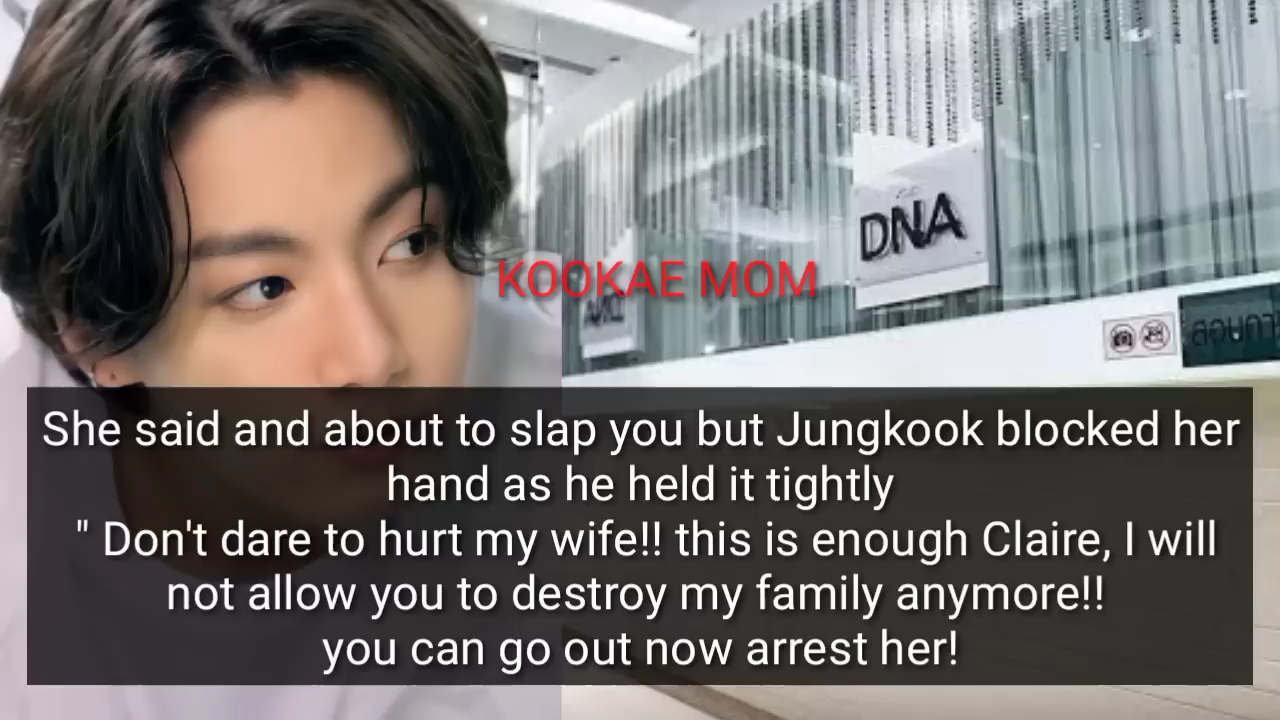 DNA
KOOKAE MOM
She said and about to slap you but Jungkook blocked her
hand as he held it tightly
" Don't dare to hurt my wife!! this is enough Claire, I will
not allow you to destroy my family anymore!!
you can go out now arrest her!